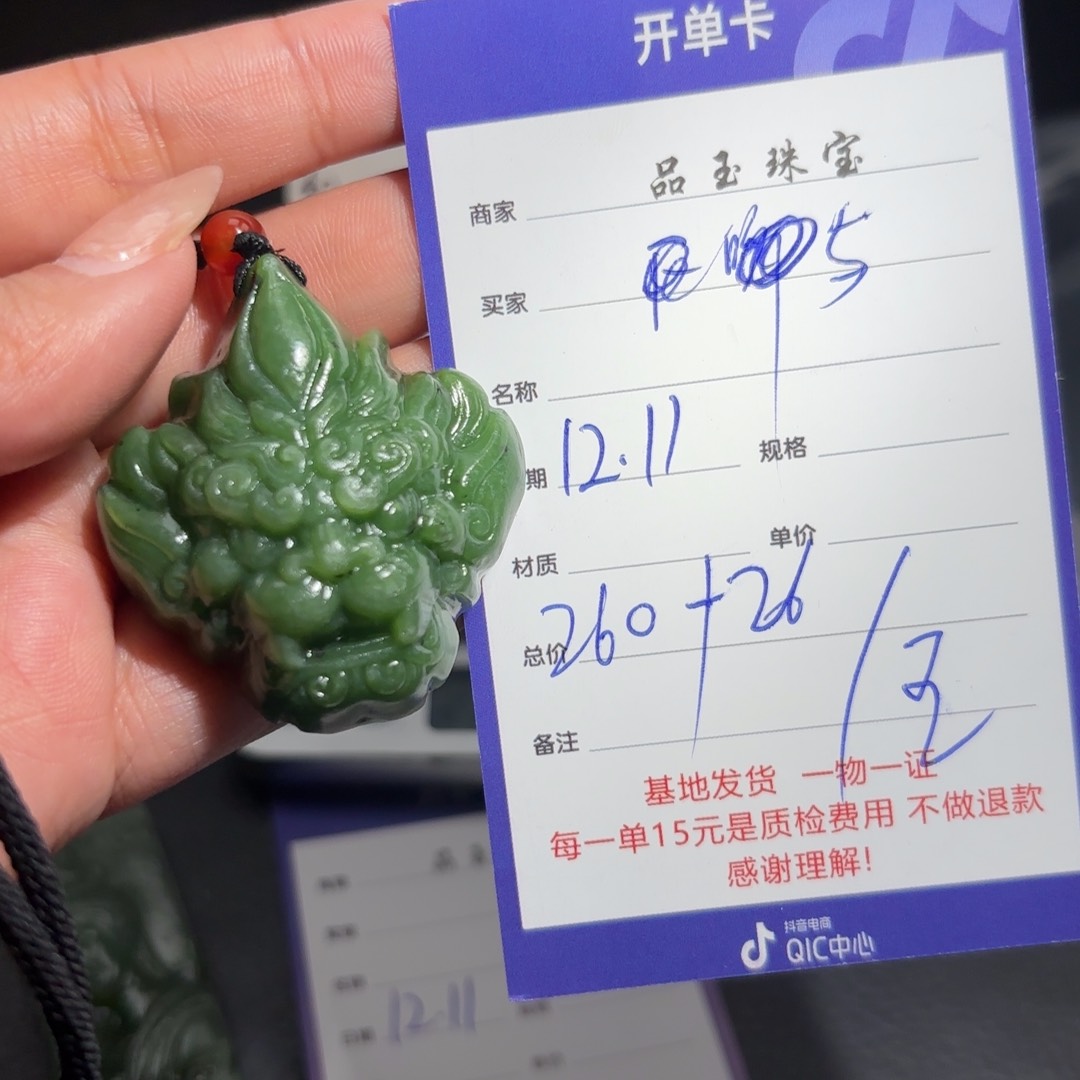 开单卡
商家 品玉珠宝
买家 5
名称
期 12.11 规格
材质 单价
总价 260+26 /
备注
基地发货 一物一证
每一单15元是质检费用 不做退款
感谢理解!
抖音电商
QIC中心
12.11